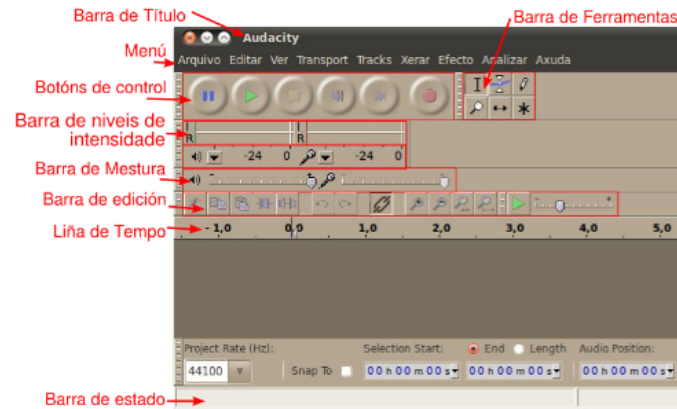 Barra de Título
Barra de Ferramentas
Audacity
Menú
Arquivo Editar Ver Transport Tracks Xerar Efecto Analizar Axuda
Botóns de control
Barra de niveis de
intensidade
L
R
L
R
-24 0
-24 0
Barra de Mestura
Barra de edición
Liña de Tempo
- 1,0 0,0 1,0 2,0 3,0 4,0 5,0
Project Rate (Hz): Selection Start: End Length Audio Position:
44100 Snap To 00 h 00 m 00 s 00 h 00 m 00 s 00 h 00 m 00 s
Barra de estado